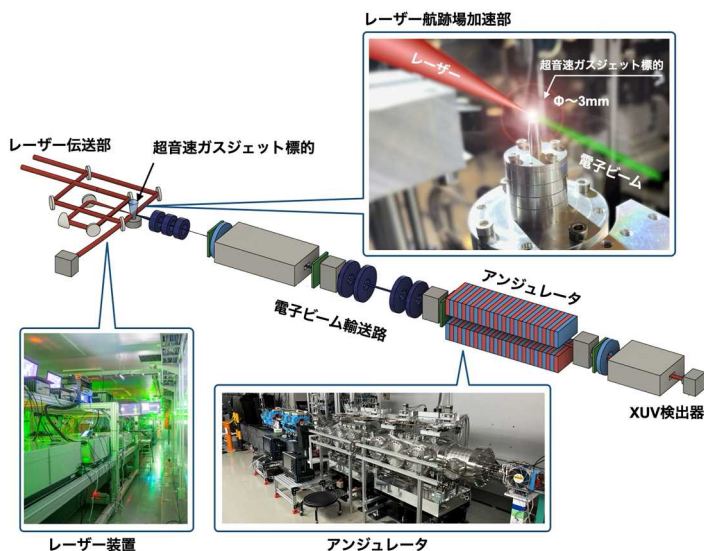 レーザー航跡場加速部
レーザー
超音速ガスジェット標的
Φ〜3mm
電子ビーム
レーザー伝送部
超音速ガスジェット標的
電子ビーム輸送路
アンジュレータ
XUV検出器
レーザー装置
アンジュレータ